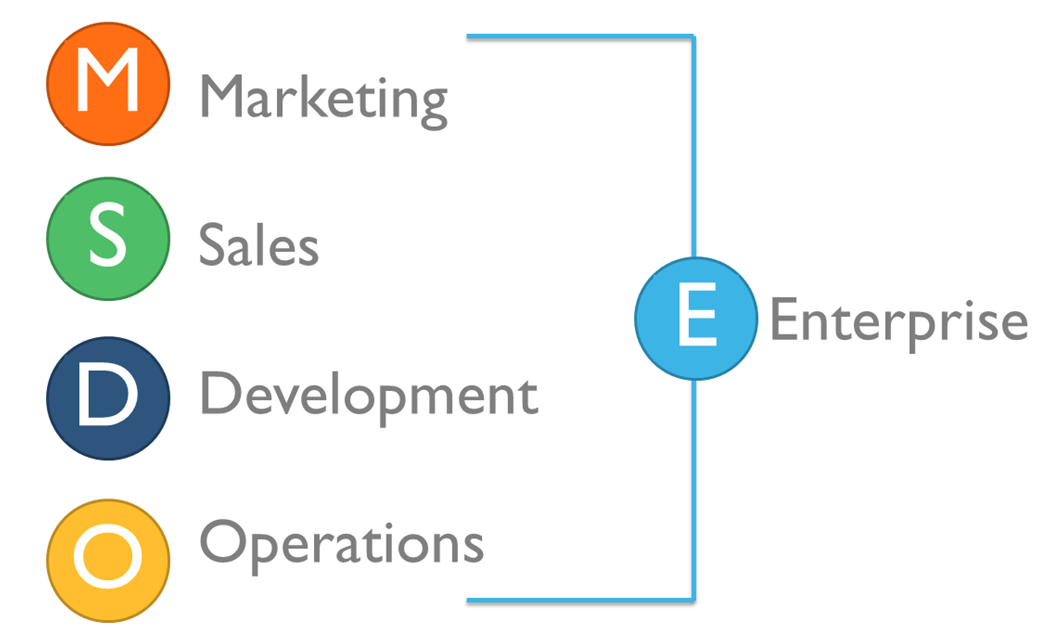 M Marketing
S Sales
D Development
O Operations
E Enterprise